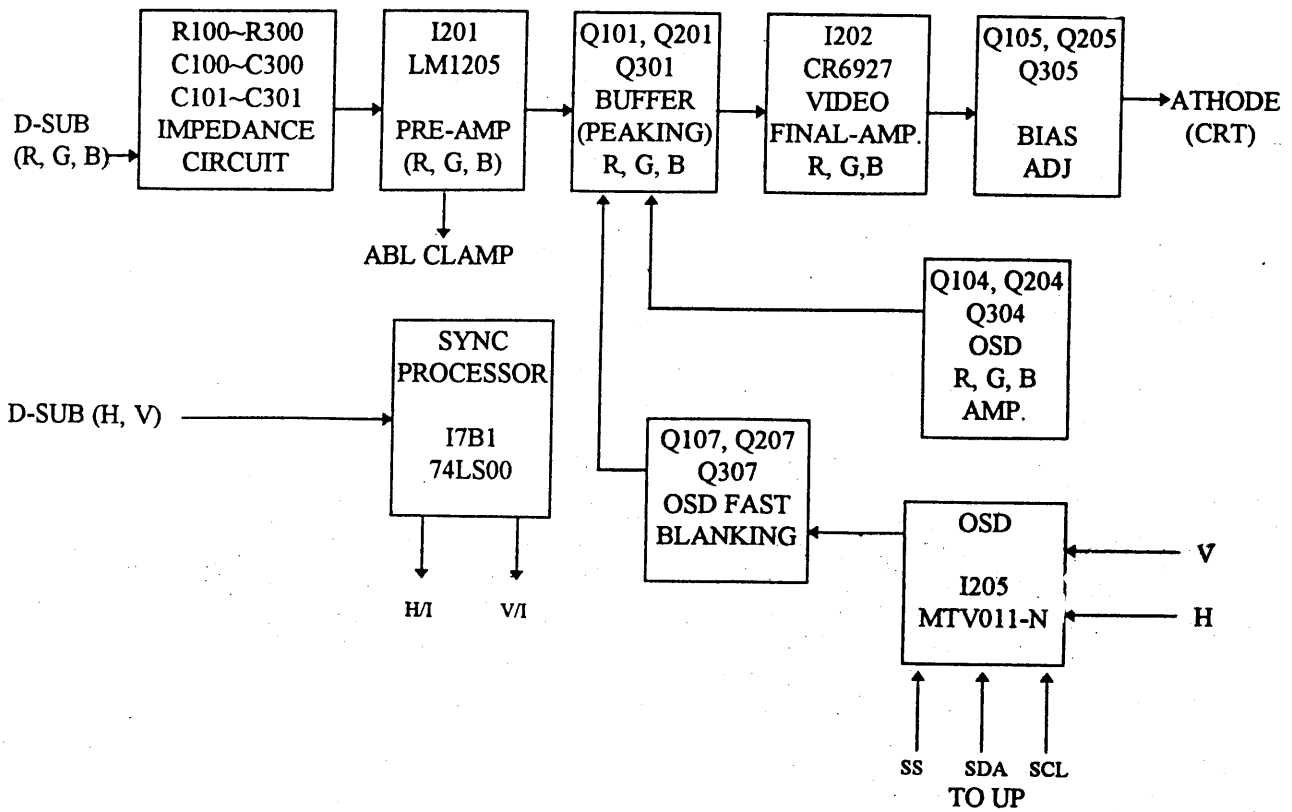 D-SUB
(R, G, B)
R100~R300
C100~C300
C101~C301
IMPEDANCE
CIRCUIT
I201
LM1205
PRE-AMP
(R, G, B)
ABL CLAMP
Q101, Q201
Q301
BUFFER
(PEAKING)
R, G, B
I202
CR6927
VIDEO
FINAL-AMP.
R, G,B
Q105, Q205
Q305
BIAS
ADJ
ATHODE
(CRT)
Q104, Q204
Q304
OSD
R, G, B
AMP.
D-SUB (H, V)
SYNC
PROCESSOR
I7B1
74LS00
H/I
V/I
Q107, Q207
Q307
OSD FAST
BLANKING
OSD
I205
MTV011-N
V
H
SS
SDA
SCL
TO UP